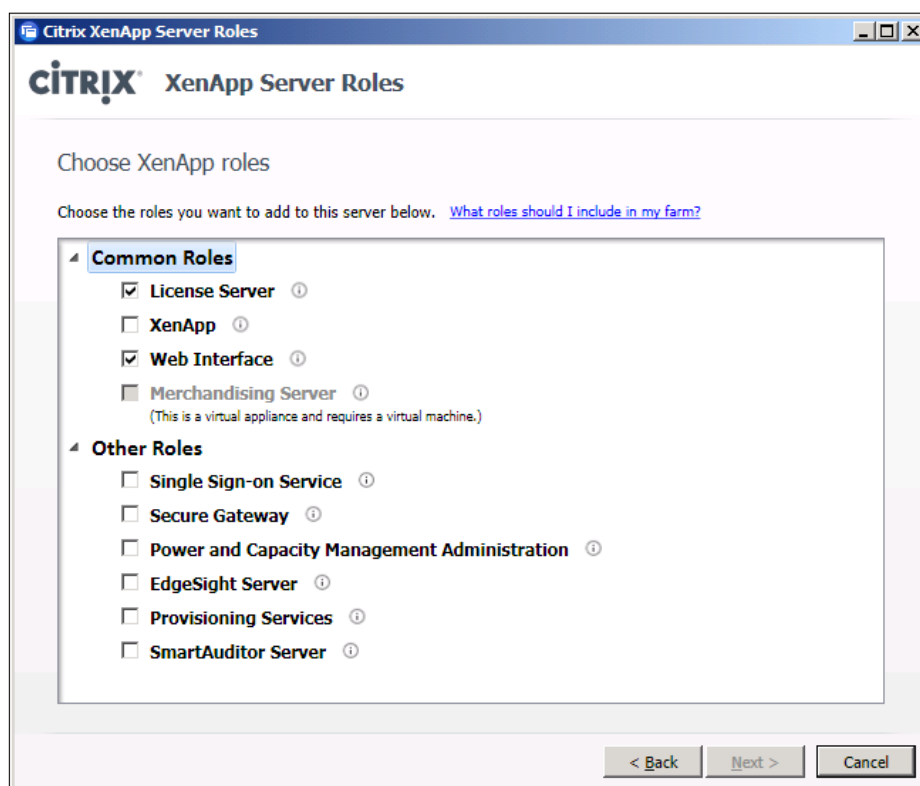 Citrix XenApp Server Roles
CİTRIX XenApp Server Roles
Choose XenApp roles
Choose the roles you want to add to this server below. What roles should I include in my farm?
Common Roles
License Server
XenApp
Web Interface
Merchandising Server
(This is a virtual appliance and requires a virtual machine.)
Other Roles
Single Sign-on Service
Secure Gateway
Power and Capacity Management Administration
EdgeSight Server
Provisioning Services
SmartAuditor Server
< Back Next > Cancel